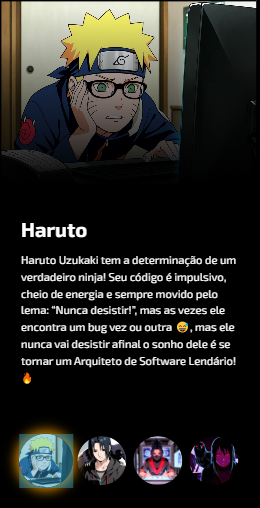 Haruto
Haruto Uzukaki tem a determinação de um
verdadeiro ninja! Seu código é impulsivo,
cheio de energia e sempre movido pelo
lema: "Nunca desistir!", mas as vezes ele
encontra um bug vez ou outra 😅, mas ele
nunca vai desistir afinal o sonho dele é se
tornar um Arquiteto de Software Lendário!
🔥